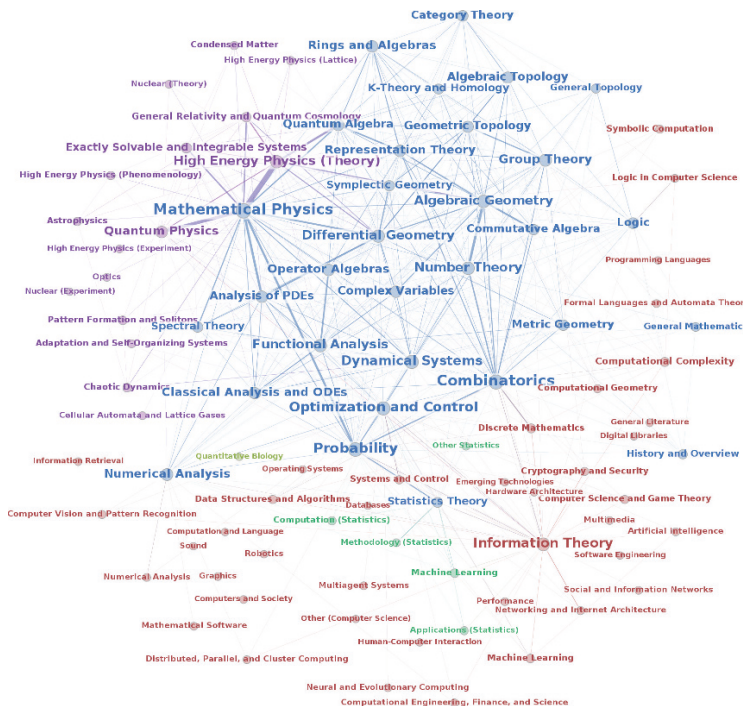 Category Theory
Condensed Matter
Rings and Algebras
High Energy Physics (Lattice)
Algebraic Topology
Nuclear (Theory)
K-Theory and Homology
General Topology
General Relativity and Quantum Cosmology
Quantum Algebra
Geometric Topology
Symbolic Computation
Exactly Solvable and Integrable Systems
Representation Theory
High Energy Physics (Theory)
Group Theory
High Energy Physics (Phenomenology)
Symplectic Geometry
Logic in Computer Science
Mathematical Physics
Algebraic Geometry
Astrophysics
Quantum Physics
Differential Geometry
Commutative Algebra
Logic
High Energy Physics (Experiment)
Operator Algebras
Number Theory
Programming Languages
Optics
Nuclear (Experiment)
Analysis of PDEs
Complex Variables
Formal Languages and Automata Theor
Pattern Formation and Solitons
Spectral Theory
Metric Geometry
General Mathematic
Adaptation and Self-Organizing Systems
Functional Analysis
Dynamical Systems
Computational Complexity
Chaotic Dynamics
Classical Analysis and ODEs
Combinatorics
Computational Geometry
Cellular Automata and Lattice Gases
Optimization and Control
General Literature
Discrete Mathematics
Digital Libraries
Probability
Other Statistics
Quantitative Biology
History and Overview
Information Retrieval
Numerical Analysis
Operating Systems
Systems and Control
Cryptography and Security
Emerging Technologies
Hardware Architecture
Data Structures and Algorithms
Databases
Statistics Theory
Computer Science and Game Theory
Computer Vision and Pattern Recognition
Computation (Statistics)
Multimedia
Computation and Language
Artificial Intelligence
Sound
Methodology (Statistics)
Information Theory
Robotics
Software Engineering
Numerical Analysis
Graphics
Machine Learning
Multiagent Systems
Social and Information Networks
Computers and Society
Performance
Networking and Internet Architecture
Mathematical Software
Other (Computer Science)
Applications (Statistics)
Human-Computer Interaction
Distributed, Parallel, and Cluster Computing
Machine Learning
Neural and Evolutionary Computing
Computational Engineering, Finance, and Science